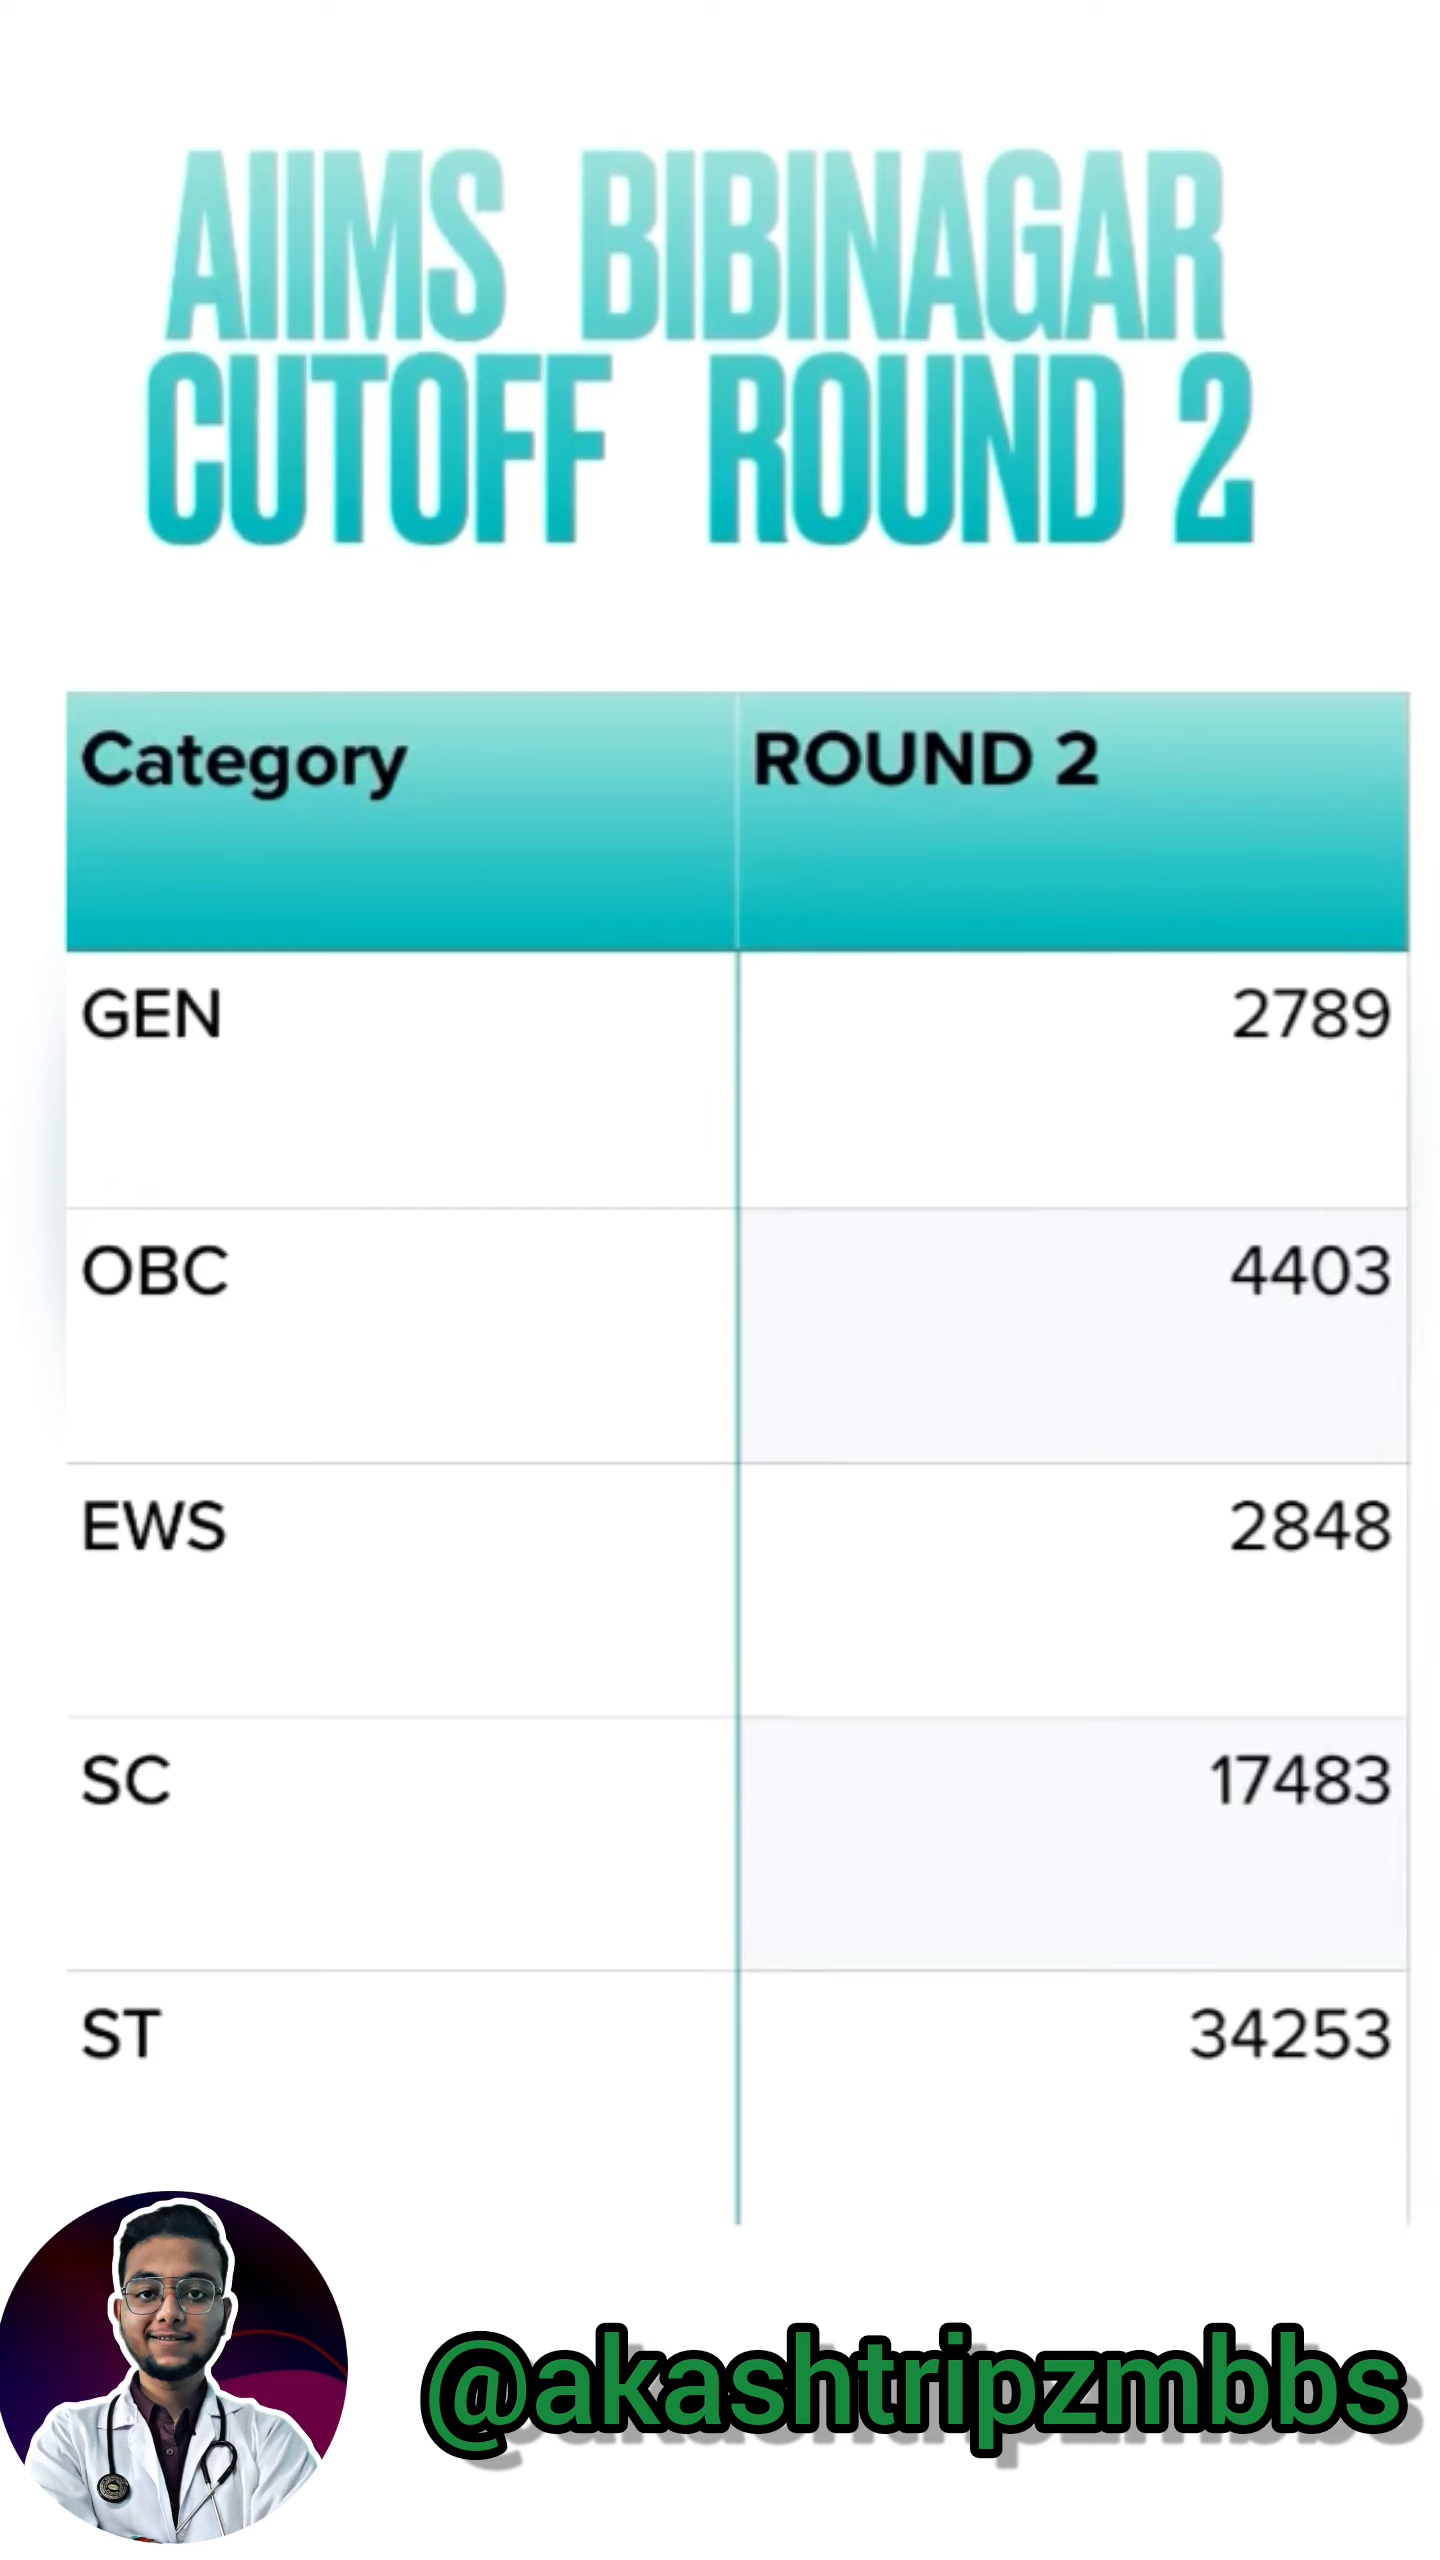 AIIMS BIBINAGAR
CUTOFF ROUND 2
Category ROUND 2
GEN 2789
OBC 4403
EWS 2848
SC 17483
ST 34253
@akashtripzmbbs